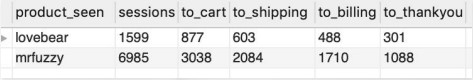 product_seen sessions to_cart to_shipping to_billing to_thankyou
lovebear 1599 877 603 488 301
mrfuzzy 6985 3038 2084 1710 1088